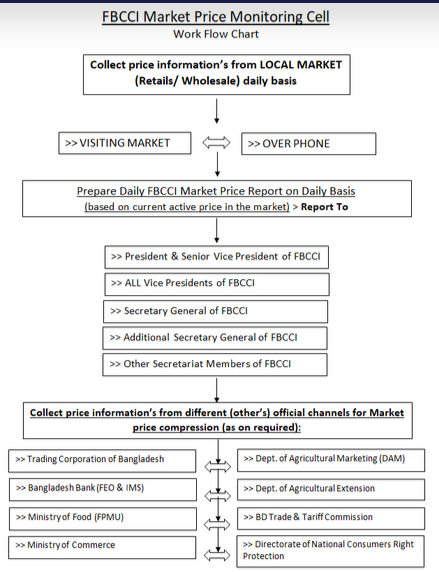 FBCCI Market Price Monitoring Cell
Work Flow Chart
Collect price information's from LOCAL MARKET
(Retails/ Wholesale) daily basis
>> VISITING MARKET
>> OVER PHONE
Prepare Daily FBCCI Market Price Report on Daily Basis
(based on current active price in the market) > Report To
>> President & Senior Vice President of FBCCI
>> ALL Vice Presidents of FBCCI
>> Secretary General of FBCCI
>> Additional Secretary General of FBCCI
>> Other Secretariat Members of FBCCI
Collect price information's from different (other's) official channels for Market
price compression (as on required):
>> Trading Corporation of Bangladesh
>> Dept. of Agricultural Marketing (DAM)
>> Bangladesh Bank (FEO & IMS)
>> Dept. of Agricultural Extension
>> Ministry of Food (FPMU)
>> BD Trade & Tariff Commission
>> Ministry of Commerce
>> Directorate of National Consumers Right
Protection